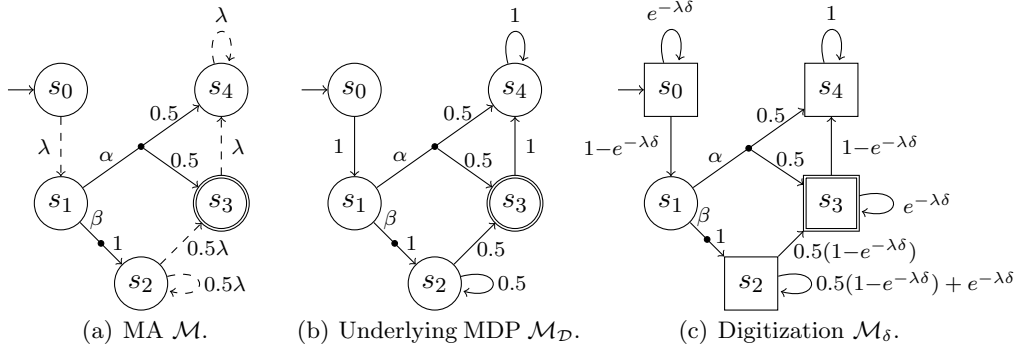 λ
s₀
s₄
λ
0.5
α
0.5
λ
s₁
s₃
β
1
0.5λ
s₂
0.5λ
(a) MA ℳ.
1
s₀
s₄
1
0.5
α
0.5
1
s₁
s₃
β
1
0.5
s₂
0.5
(b) Underlying MDP ℳ_𝒟.
e^{−λδ}
1
s₀
s₄
0.5
1−e^{−λδ}
α
0.5
1−e^{−λδ}
s₁
s₃
e^{−λδ}
β
1
0.5(1−e^{−λδ})
s₂
0.5(1−e^{−λδ}) + e^{−λδ}
(c) Digitization ℳ_δ.